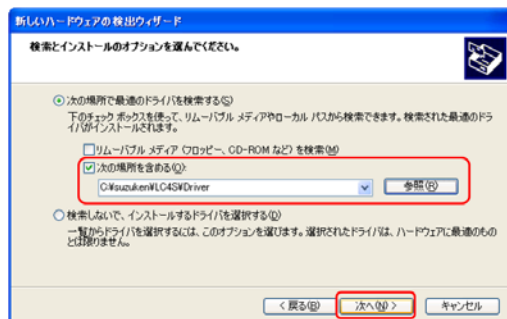 新しいハードウェアの検出ウィザード
検索とインストールのオプションを選んでください。
次の場所で最適のドライバを検索する(S)
下のチェック ボックスを使って、リムーバブル メディアやローカル パスから検索できます。検索された最適のドラ
イバがインストールされます。
リムーバブル メディア (フロッピー、CD-ROM など) を検索(M)
次の場所を含める(O):
C:¥suzuken¥LC4S¥Driver
参照(R)
検索しないで、インストールするドライバを選択する(D)
一覧からドライバを選択するには、このオプションを選びます。選択されたドライバは、ハードウェアに最適のもの
とは限りません。
< 戻る(B)
次へ(N) >
キャンセル